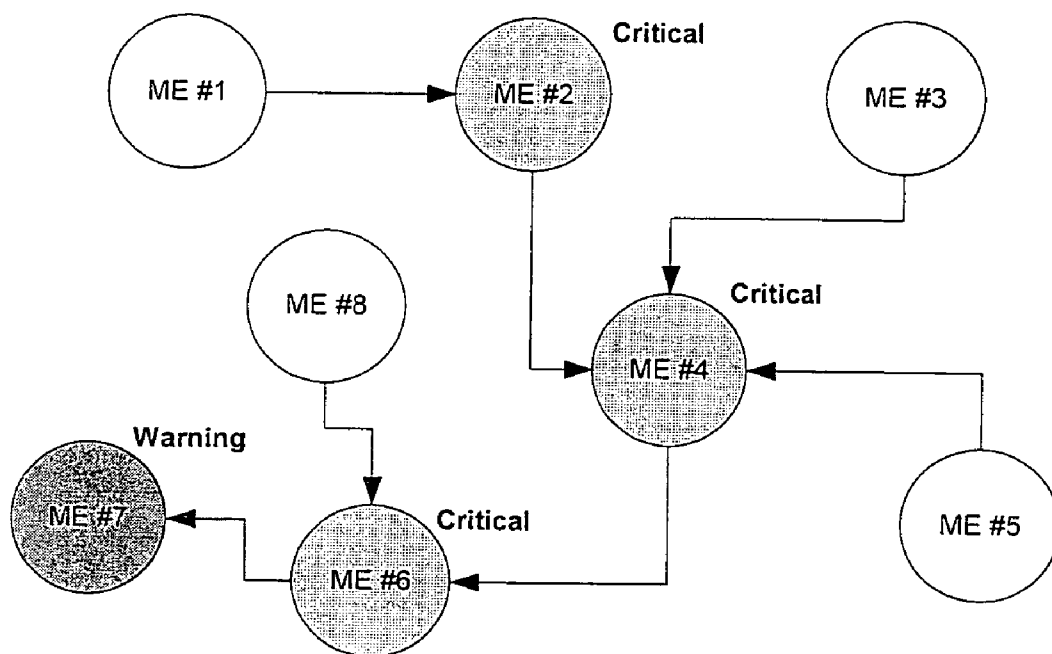 Critical
ME #1
ME #2
ME #3
ME #8
Critical
ME #4
Warning
ME #7
Critical
ME #5
ME #6